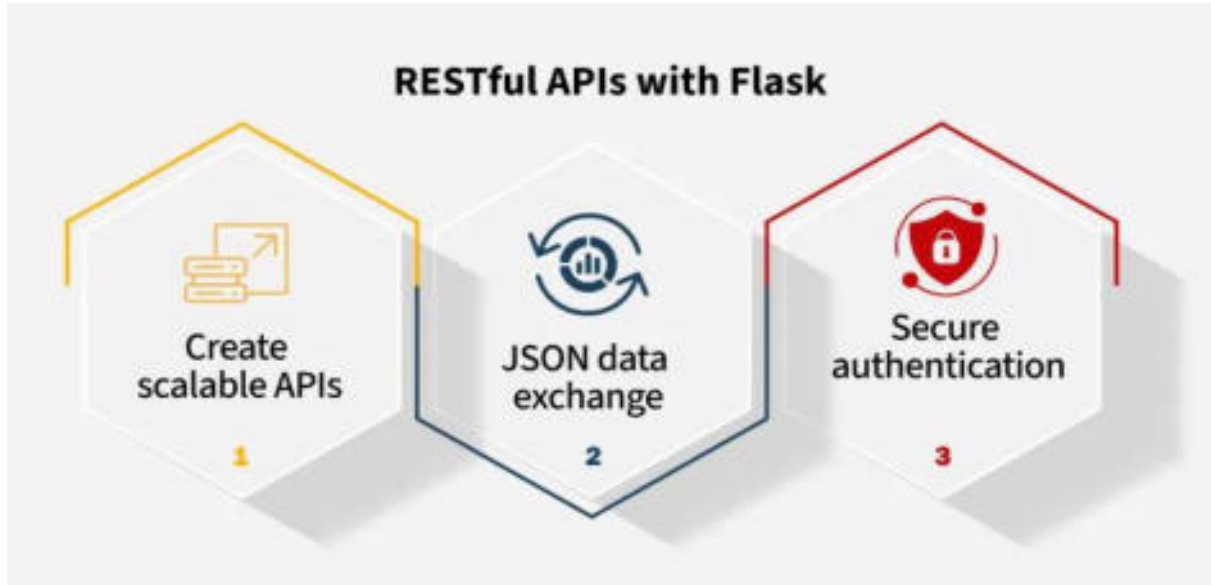 RESTful APIs with Flask
Create
scalable APIs
1
JSON data
exchange
2
Secure
authentication
3